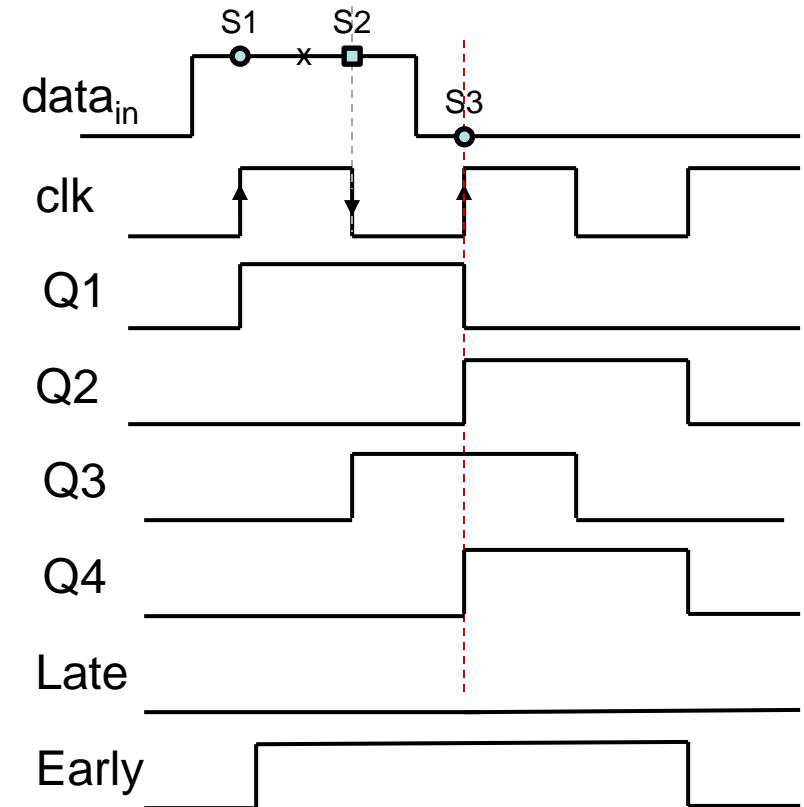 S1 S2
x
data_in
S3
clk
Q1
Q2
Q3
Q4
Late
Early